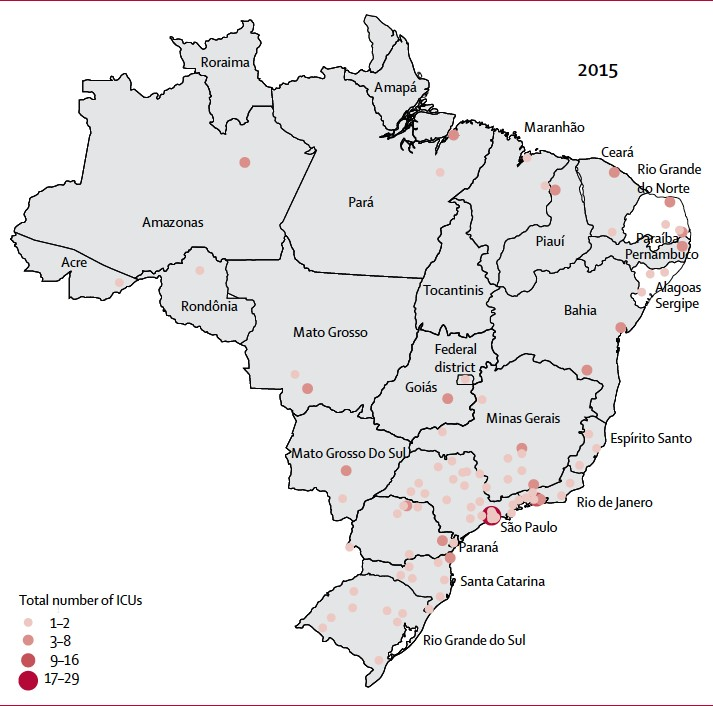 Roraima
2015
Amapá
Maranhão
Ceará
Rio Grande
do Norte
Pará
Amazonas
Piauí
Paraíba
Pernambuco
Acre
Tocantinis
Alagoas
Sergipe
Rondônia
Bahia
Mato Grosso
Federal
district
Goiás
Minas Gerais
Espírito Santo
Mato Grosso Do Sul
Rio de Janero
São Paulo
Paraná
Santa Catarina
Rio Grande do Sul
Total number of ICUs
1–2
3–8
9–16
17–29